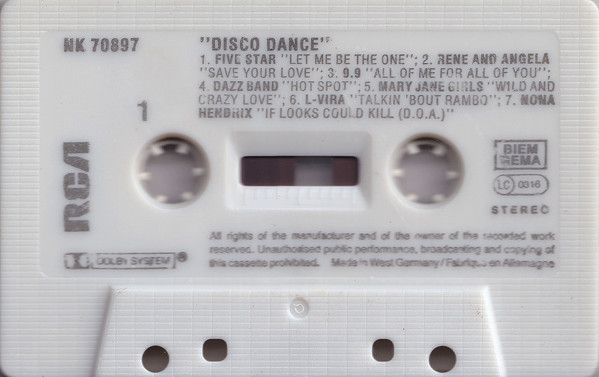 NK 70897
"DISCO DANCE"
1. FIVE STAR "LET ME BE THE ONE"; 2. RENE AND ANGELA
"SAVE YOUR LOVE"; 3. 9.9 "ALL OF ME FOR ALL OF YOU";
4. DAZZ BAND "HOT SPOT"; 5. MARY JANE GIRLS "WILD AND
CRAZY LOVE"; 6. L-VIRA "TALKIN 'BOUT RAMBO"; 7. NONA
HENDRIX "IF LOOKS COULD KILL (D.O.A.)"
1
RCA
BIEM
GEMA
LC 0316
STEREO
All rights of the manufacturer and of the owner of the recorded work
reserves. Unauthorised public performance, broadcasting and copying of
this cassette prohibited. Made in West Germany / Fabriqué en Allemagne
DOLBY SYSTEM ®